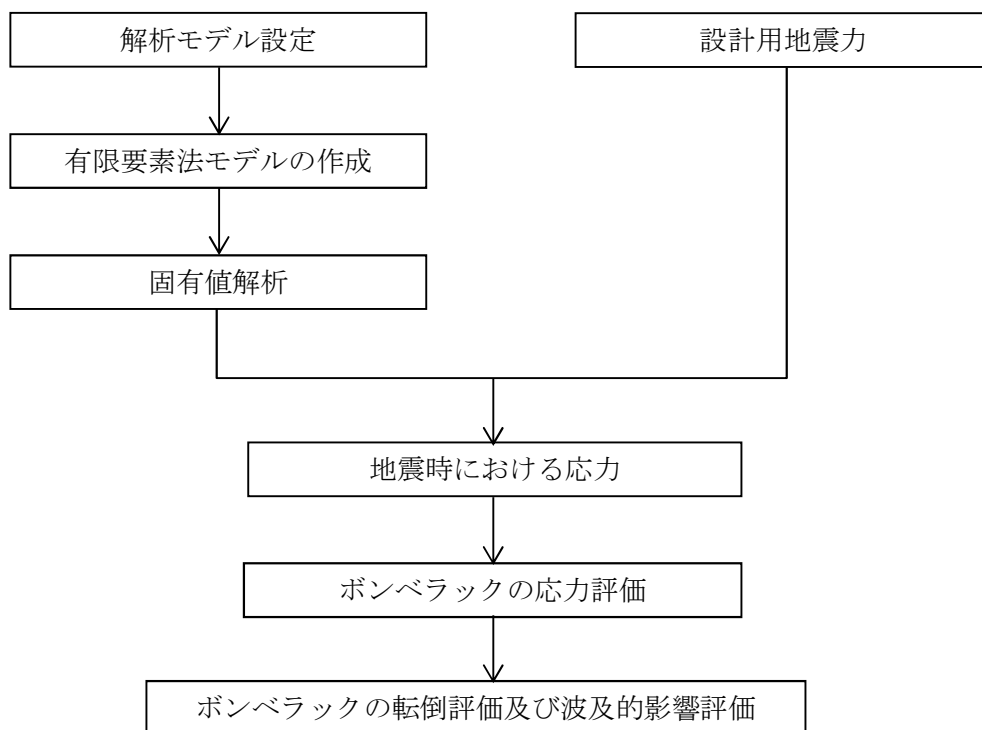 解析モデル設定
設計用地震力
有限要素法モデルの作成
固有値解析
地震時における応力
ボンベラックの応力評価
ボンベラックの転倒評価及び波及的影響評価